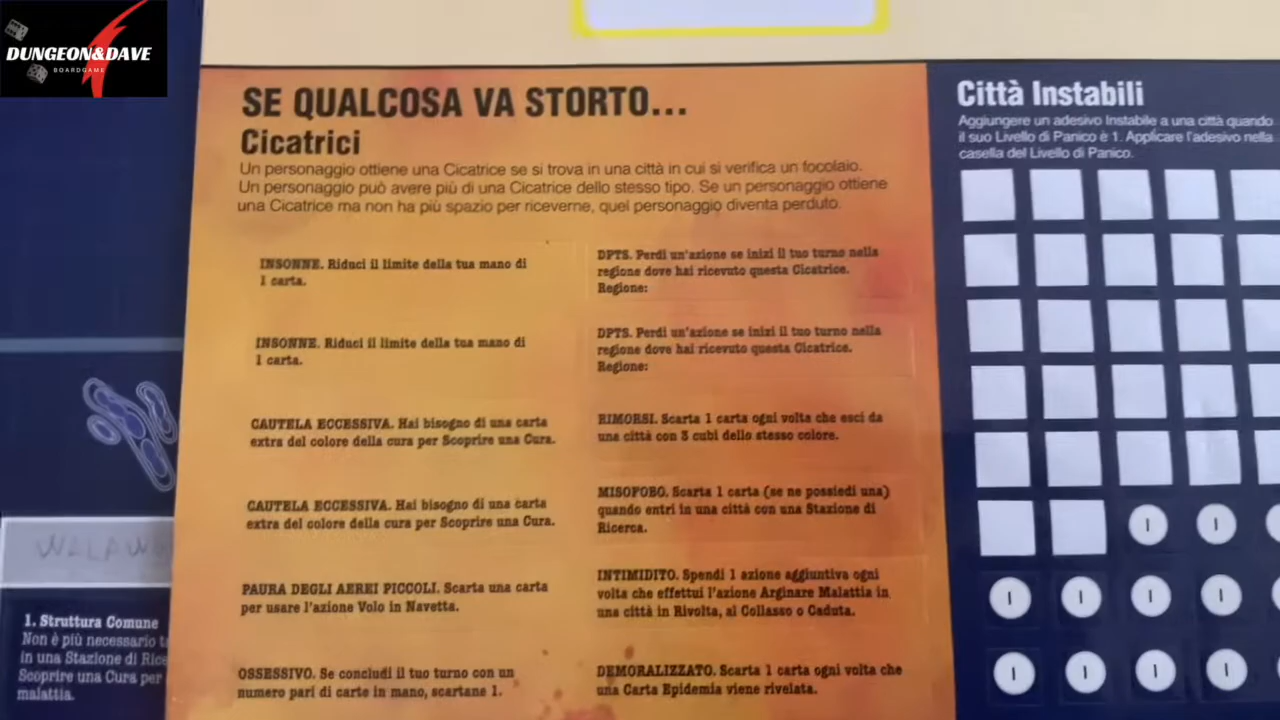 DUNGEON&DAVE
BOARDGAME
SE QUALCOSA VA STORTO...
Cicatrici
Un personaggio ottiene una Cicatrice se si trova in una città in cui si verifica un focolaio.
Un personaggio può avere più di una Cicatrice dello stesso tipo. Se un personaggio ottiene
una Cicatrice ma non ha più spazio per riceverne, quel personaggio diventa perduto.
INSONNE. Riduci il limite della tua mano di
1 carta.
INSONNE. Riduci il limite della tua mano di
1 carta.
CAUTELA ECCESSIVA. Hai bisogno di una carta
extra del colore della cura per Scoprire una Cura.
CAUTELA ECCESSIVA. Hai bisogno di una carta
extra del colore della cura per Scoprire una Cura.
PAURA DEGLI AEREI PICCOLI. Scarta una carta
per usare l'azione Volo in Navetta.
OSSESSIVO. Se concludi il tuo turno con un
numero pari di carte in mano, scartane 1.
DPTS. Perdi un'azione se inizi il tuo turno nella
regione dove hai ricevuto questa Cicatrice.
Regione:
DPTS. Perdi un'azione se inizi il tuo turno nella
regione dove hai ricevuto questa Cicatrice.
Regione:
RIMORSI. Scarta 1 carta ogni volta che esci da
una città con 3 cubi dello stesso colore.
MISOFOBO. Scarta 1 carta (se ne possiedi una)
quando entri in una città con una Stazione di
Ricerca.
INTIMIDITO. Spendi 1 azione aggiuntiva ogni
volta che effettui l'azione Arginare Malattia in
una città in Rivolta, al Collasso o Caduta.
DEMORALIZZATO. Scarta 1 carta ogni volta che
una Carta Epidemia viene rivelata.
Città Instabili
Aggiungere un adesivo Instabile a una città quando
il suo Livello di Panico è 1. Applicare l'adesivo nella
casella del Livello di Panico.
I I
I I I I
I I I I
1. Struttura Comune
Non è più necessario
in una Stazione di
Scoprire una Cura per
malattia.